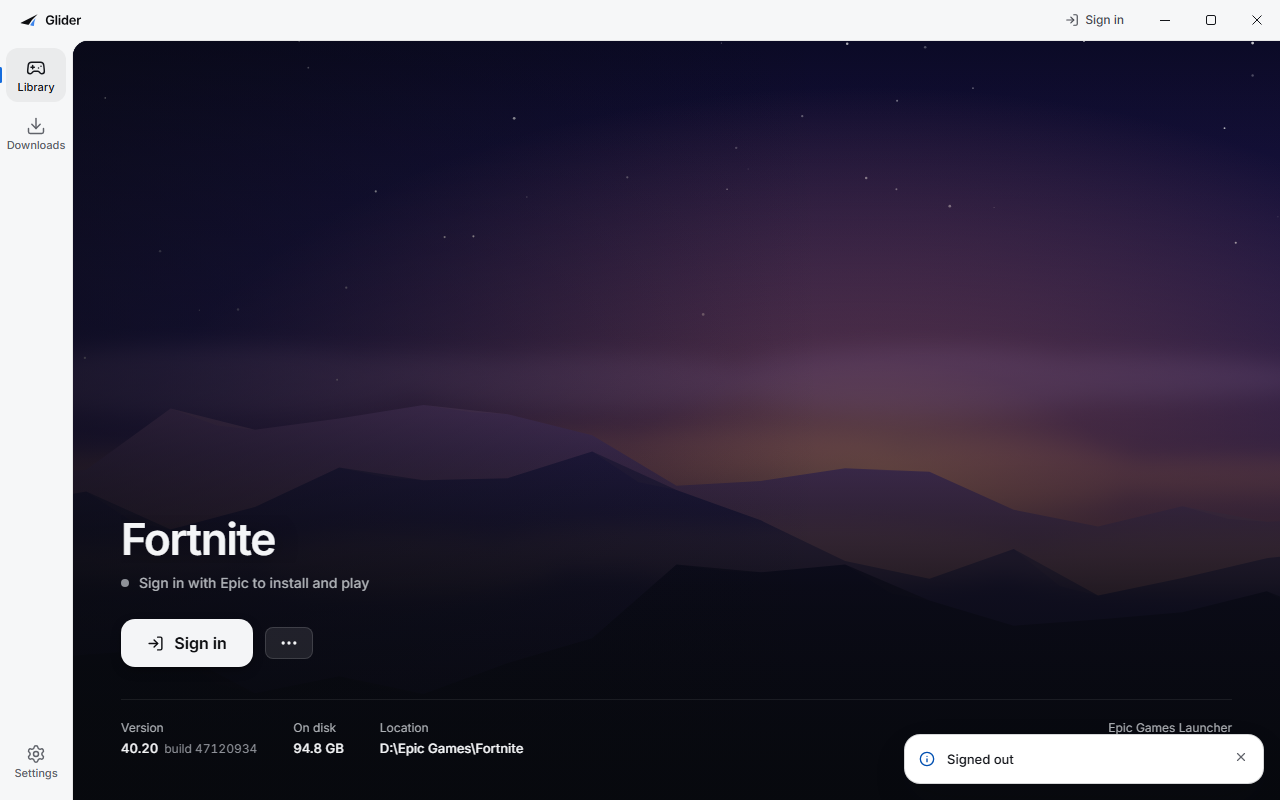 Glider
Sign in
Library
Downloads
Fortnite
Sign in with Epic to install and play
Sign in
Version
On disk
Location
Epic Games Launcher
40.20 build 47120934
94.8 GB
D:\Epic Games\Fortnite
Signed out
Settings